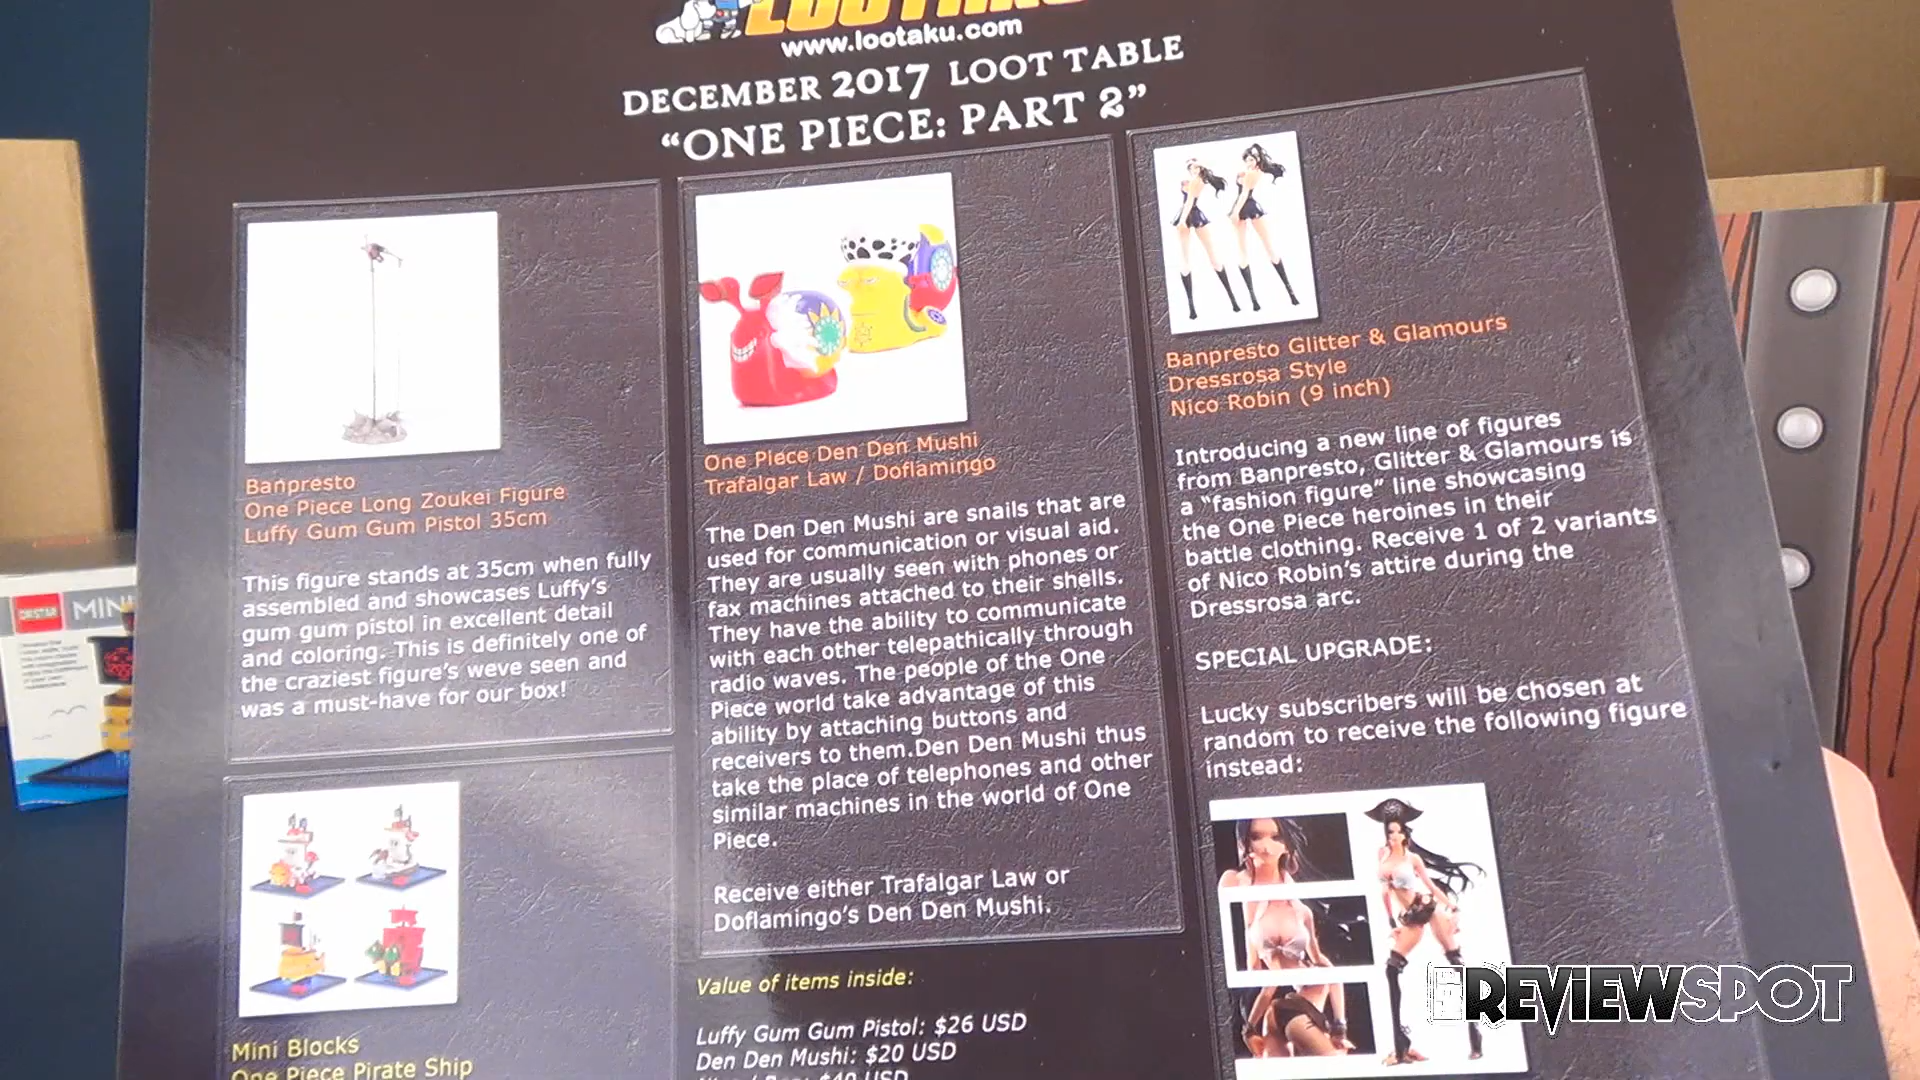 LOOTAKU
www.lootaku.com
DECEMBER 2017 LOOT TABLE
“ONE PIECE: PART 2”
Banpresto
One Piece Long Zoukei Figure
Luffy Gum Gum Pistol 35cm
This figure stands at 35cm when fully
assembled and showcases Luffy’s
gum gum pistol in excellent detail
and coloring. This is definitely one of
the craziest figure’s weve seen and
was a must-have for our box!
Mini Blocks
One Piece Pirate Ship
One Piece Den Den Mushi
Trafalgar Law / Doflamingo
The Den Den Mushi are snails that are
used for communication or visual aid.
They are usually seen with phones or
fax machines attached to their shells.
They have the ability to communicate
with each other telepathically through
radio waves. The people of the One
Piece world take advantage of this
ability by attaching buttons and
receivers to them.Den Den Mushi thus
take the place of telephones and other
similar machines in the world of One
Piece.
Receive either Trafalgar Law or
Doflamingo’s Den Den Mushi.
Value of items inside:
Luffy Gum Gum Pistol: $26 USD
Den Den Mushi: $20 USD
Banpresto Glitter & Glamours
Dressrosa Style
Nico Robin (9 inch)
Introducing a new line of figures
from Banpresto, Glitter & Glamours is
a “fashion figure” line showcasing
the One Piece heroines in their
battle clothing. Receive 1 of 2 variants
of Nico Robin’s attire during the
Dressrosa arc.
SPECIAL UPGRADE:
Lucky subscribers will be chosen at
random to receive the following figure
instead:
MIN
REVIEWSPOT